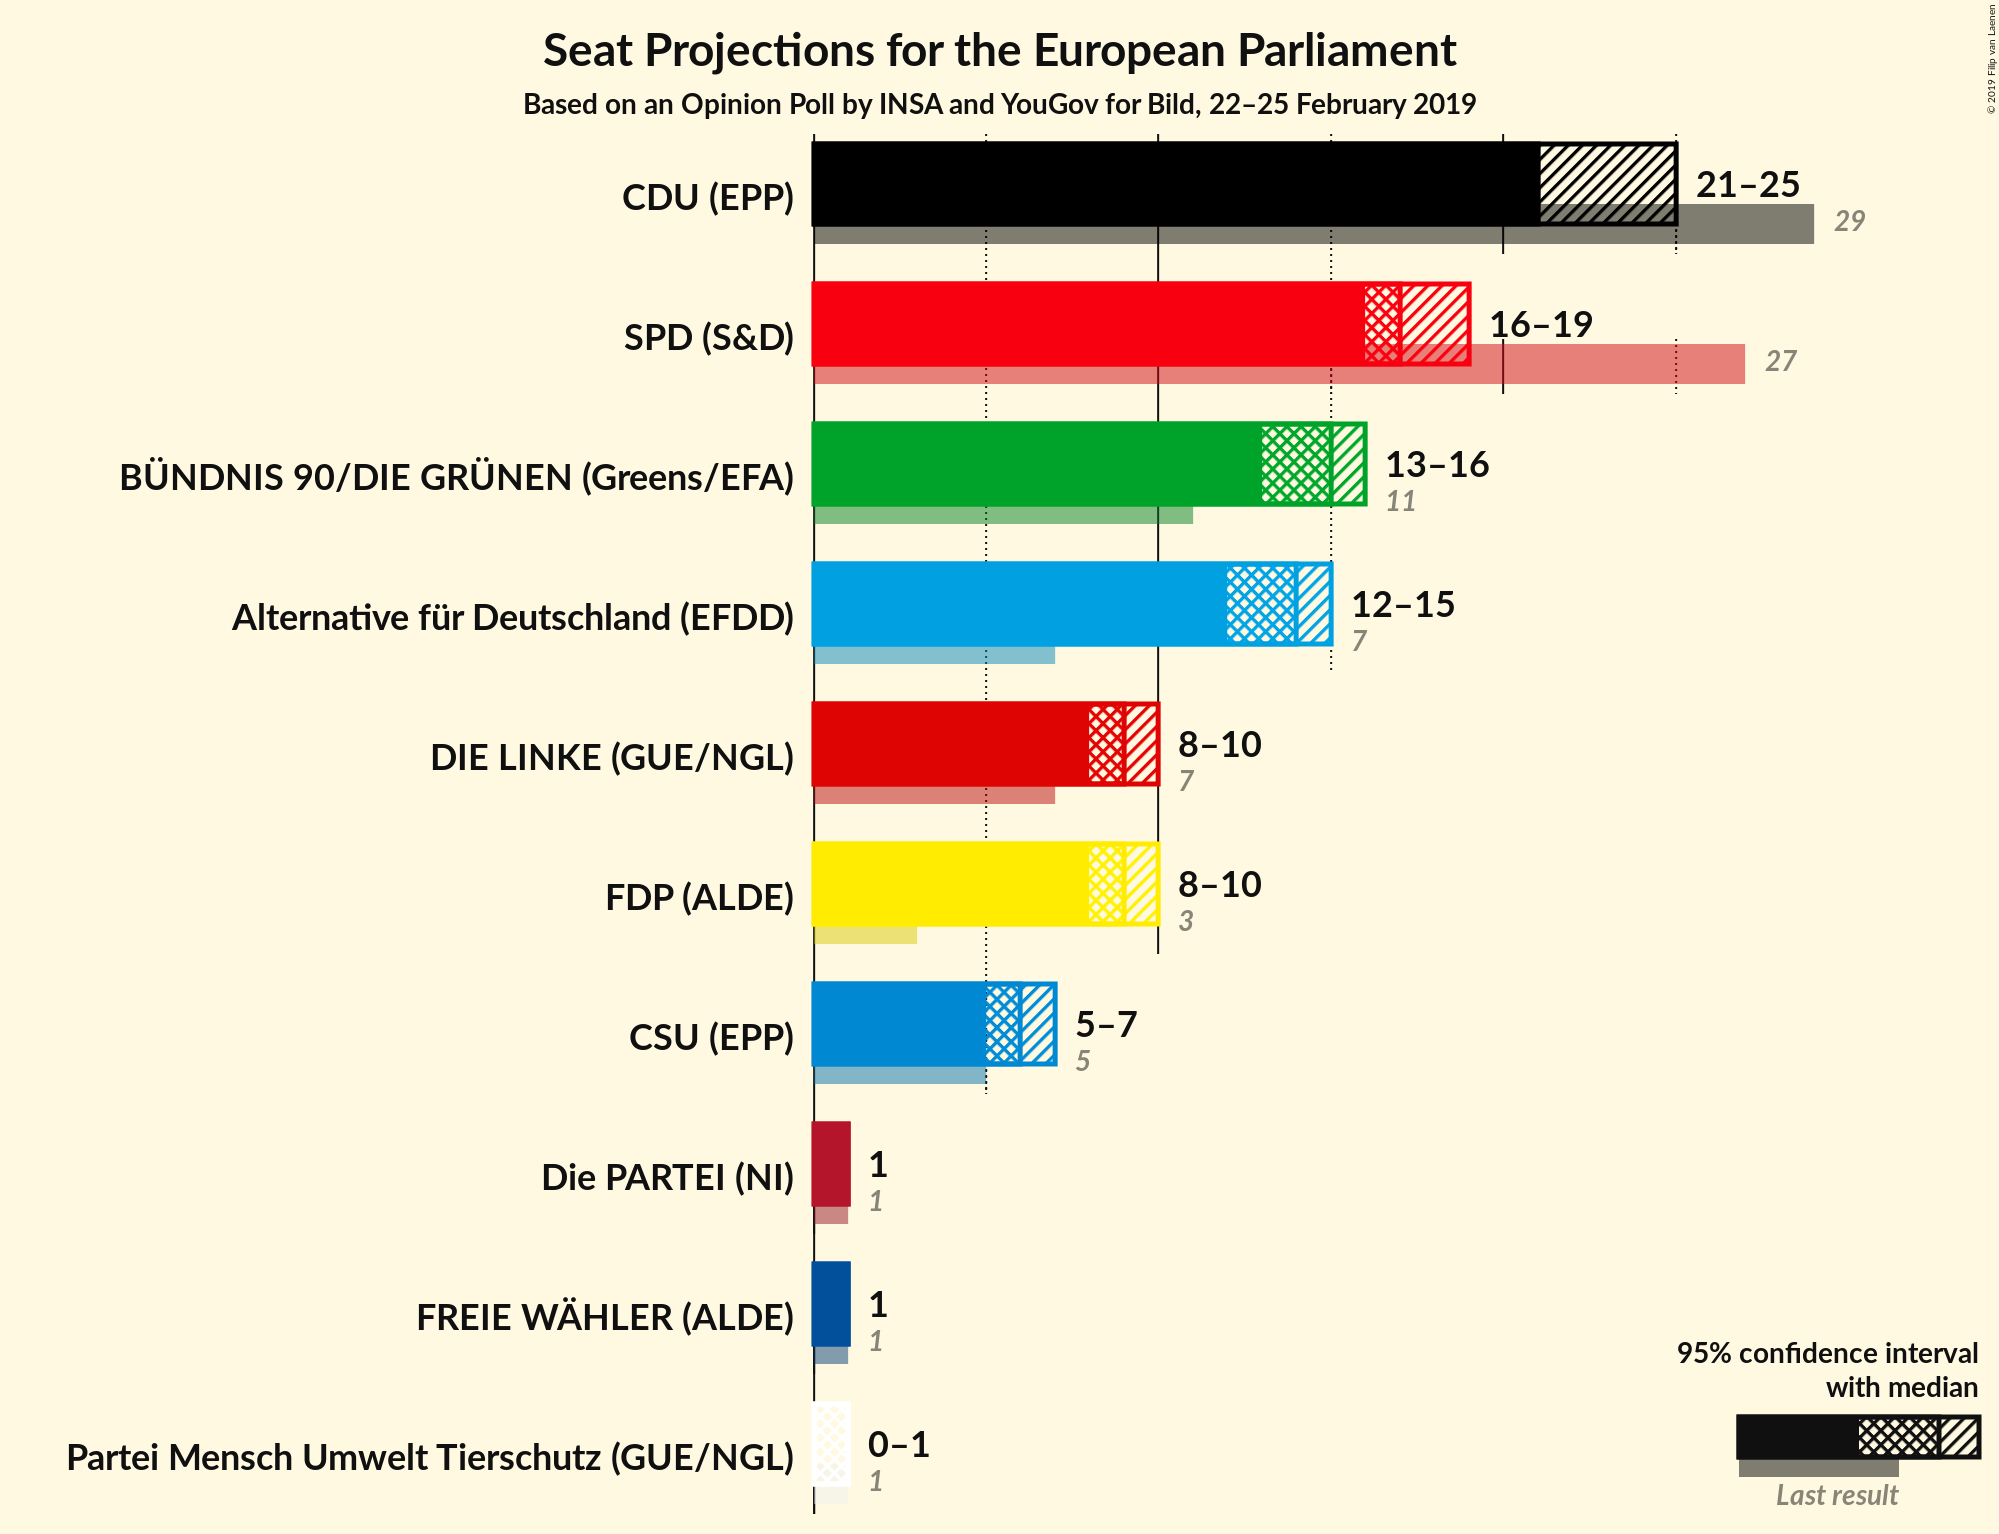 Seat Projections for the European Parliament
Based on an Opinion Poll by INSA and YouGov for Bild, 22–25 February 2019
© 2019 Filip van Laenen
CDU (EPP)
21–25
29
SPD (S&D)
16–19
27
BÜNDNIS 90/DIE GRÜNEN (Greens/EFA)
13–16
11
Alternative für Deutschland (EFDD)
12–15
7
DIE LINKE (GUE/NGL)
8–10
7
FDP (ALDE)
8–10
3
CSU (EPP)
5–7
5
Die PARTEI (NI)
1
1
FREIE WÄHLER (ALDE)
1
1
Partei Mensch Umwelt Tierschutz (GUE/NGL)
0–1
1
95% confidence interval
with median
Last result